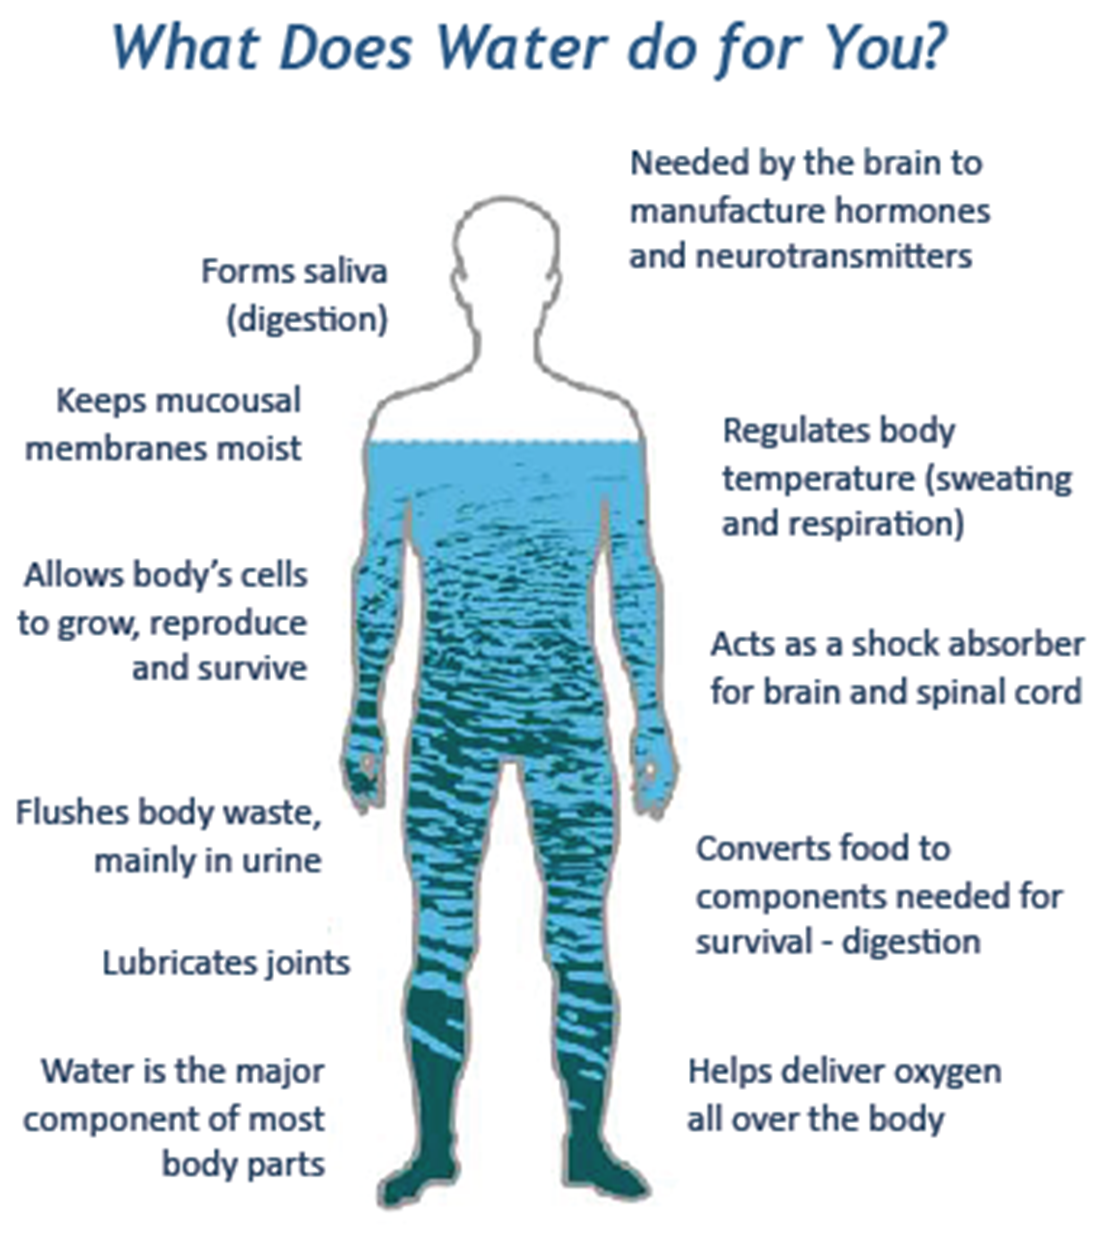 What Does Water do for You?
Needed by the brain to
manufacture hormones
and neurotransmitters
Forms saliva
(digestion)
Keeps mucousal
membranes moist
Regulates body
temperature (sweating
and respiration)
Allows body's cells
to grow, reproduce
and survive
Acts as a shock absorber
for brain and spinal cord
Flushes body waste,
mainly in urine
Converts food to
components needed for
survival - digestion
Lubricates joints
Water is the major
component of most
body parts
Helps deliver oxygen
all over the body